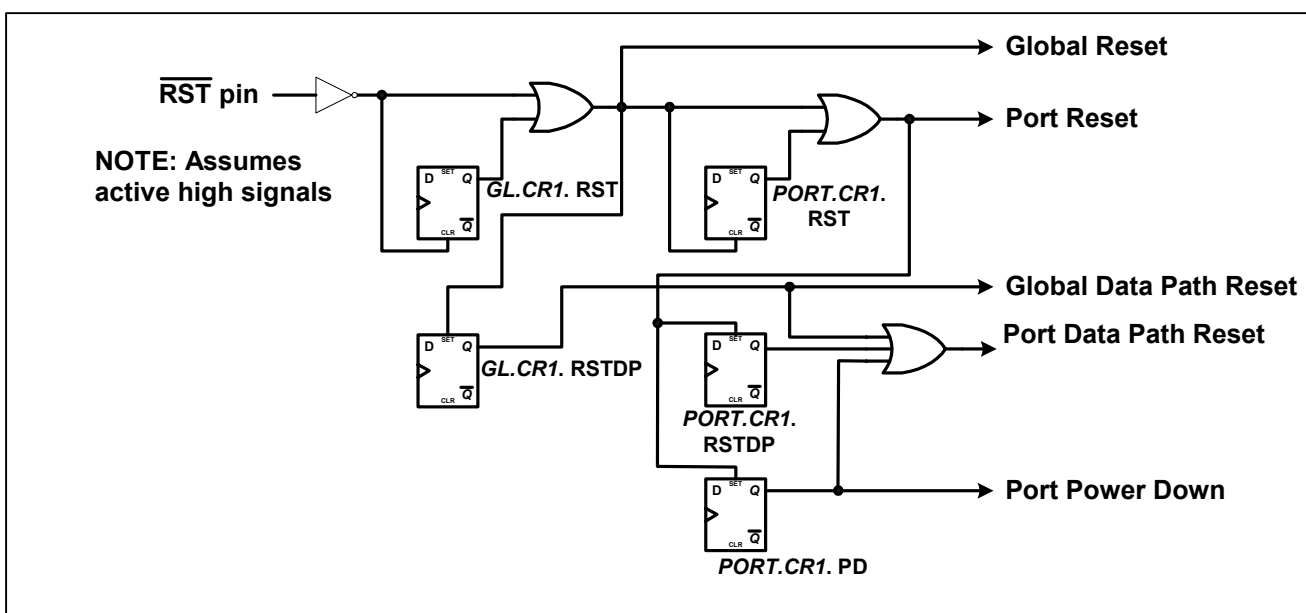 Global Reset
RST pin
Port Reset
NOTE: Assumes
active high signals
D SET Q
Q
CLR
GL.CR1. RST
D SET Q
Q
CLR
PORT.CR1.
RST
Global Data Path Reset
Port Data Path Reset
D SET Q
Q
CLR
GL.CR1. RSTDP
D SET Q
Q
CLR
PORT.CR1.
RSTDP
D SET Q
Q
CLR
Port Power Down
PORT.CR1. PD